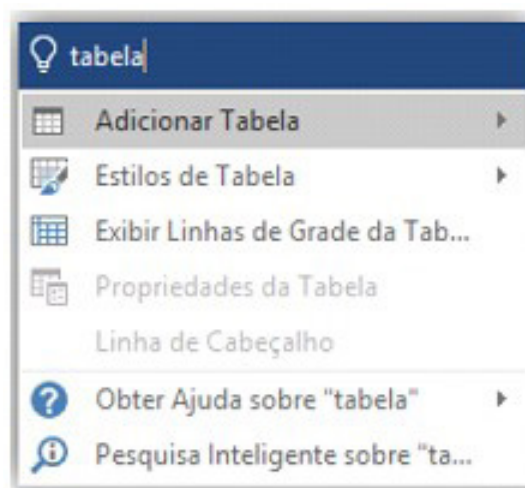 tabela
Adicionar Tabela
Estilos de Tabela
Exibir Linhas de Grade da Tab...
Propriedades da Tabela
Linha de Cabeçalho
Obter Ajuda sobre "tabela"
Pesquisa Inteligente sobre "ta...